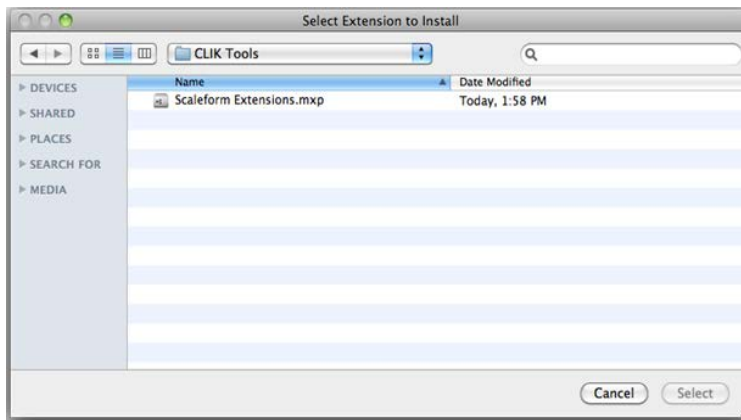 Select Extension to Install
CLIK Tools
DEVICES
SHARED
PLACES
SEARCH FOR
MEDIA
Name
Date Modified
Scaleform Extensions.mxp
Today, 1:58 PM
Cancel
Select